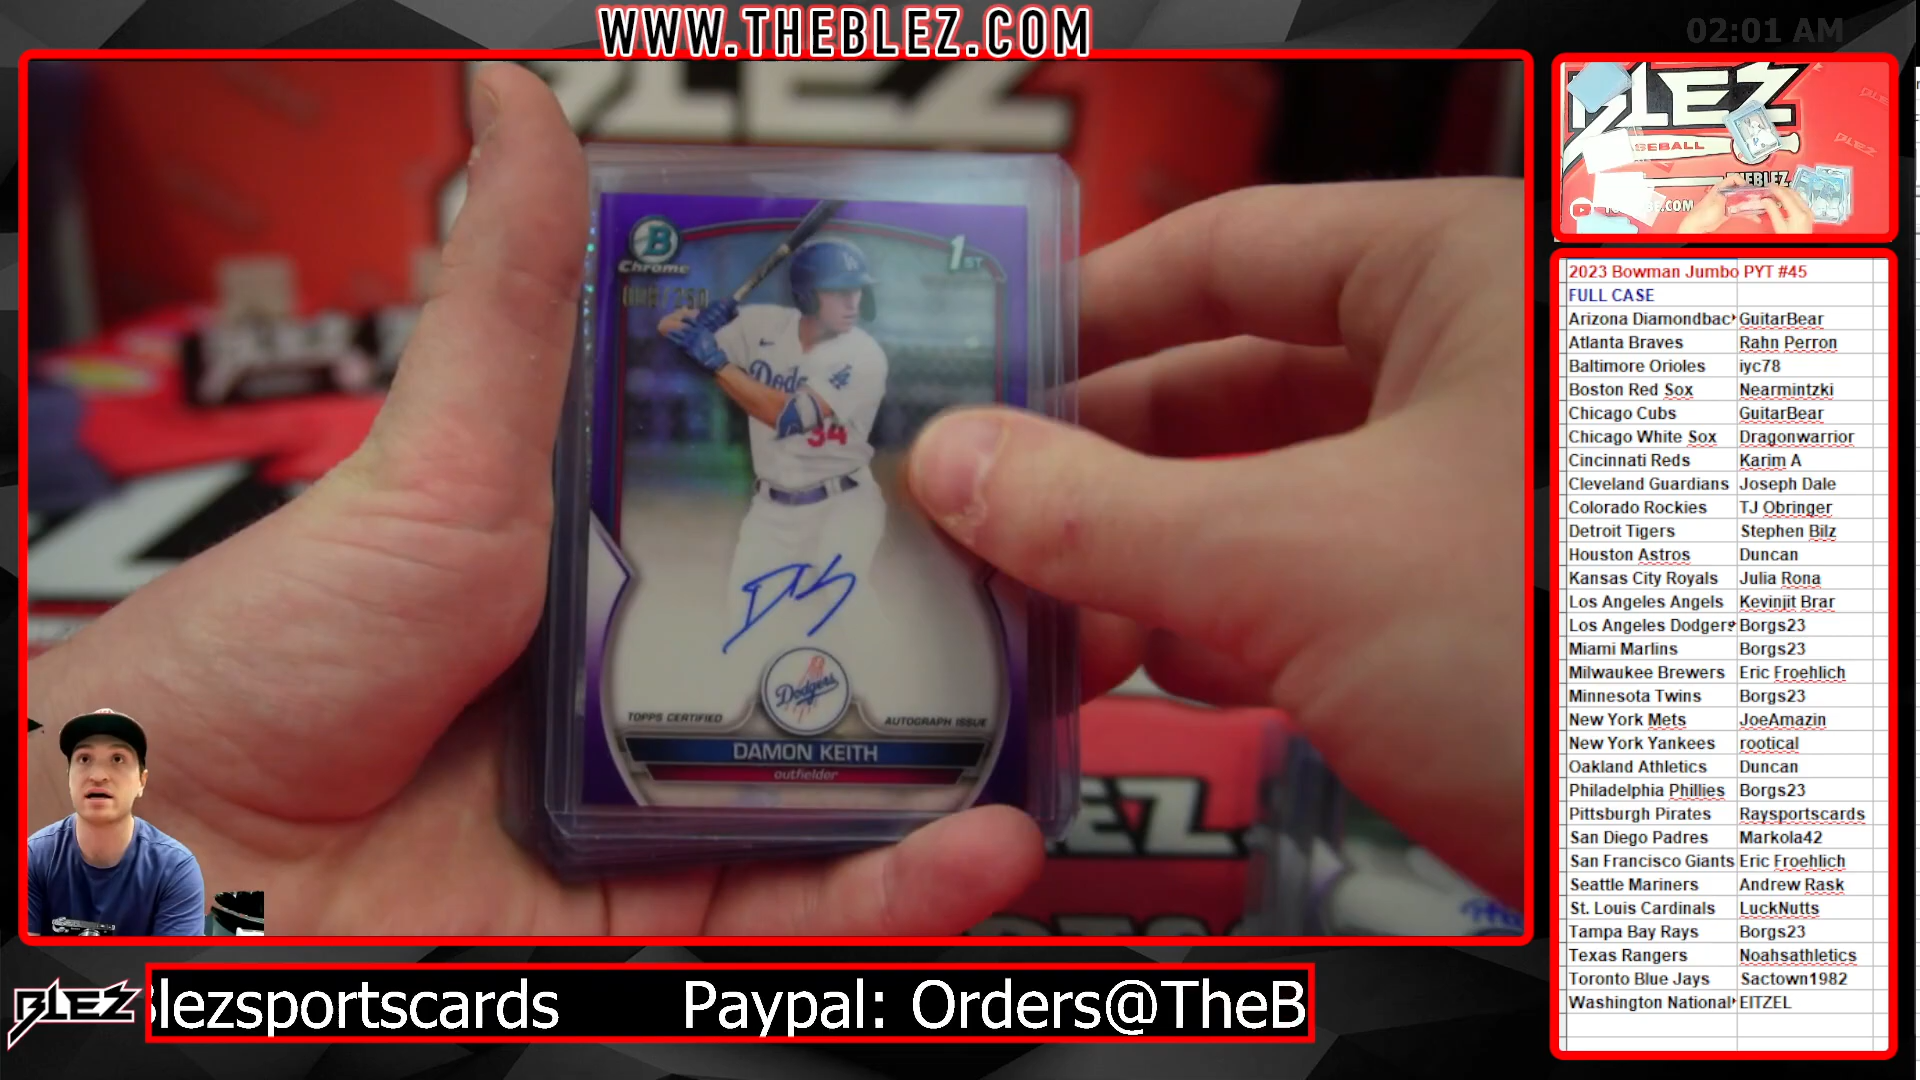 WWW.THEBLEZ.COM
02:01 AM
BLEZ
B
Chrome
1ST
Dodgers
34
Dodgers
TOPPS CERTIFIED
AUTOGRAPH ISSUE
DAMON KEITH
outfielder
BLEZ
2023 Bowman Jumbo PYT #45
FULL CASE
Arizona Diamondbac GuitarBear
Atlanta Braves Rahn Perron
Baltimore Orioles iyc78
Boston Red Sox Nearmintzki
Chicago Cubs GuitarBear
Chicago White Sox Dragonwarrior
Cincinnati Reds Karim A
Cleveland Guardians Joseph Dale
Colorado Rockies TJ Obringer
Detroit Tigers Stephen Bilz
Houston Astros Duncan
Kansas City Royals Julia Rona
Los Angeles Angels Kevinjit Brar
Los Angeles Dodgers Borgs23
Miami Marlins Borgs23
Milwaukee Brewers Eric Froehlich
Minnesota Twins Borgs23
New York Mets JoeAmazin
New York Yankees rootical
Oakland Athletics Duncan
Philadelphia Phillies Borgs23
Pittsburgh Pirates Raysportscards
San Diego Padres Markola42
San Francisco Giants Eric Froehlich
Seattle Mariners Andrew Rask
St. Louis Cardinals LuckNutts
Tampa Bay Rays Borgs23
Texas Rangers Noahsathletics
Toronto Blue Jays Sactown1982
Washington National EITZEL
BLEZ
lezsportscards Paypal: Orders@TheB